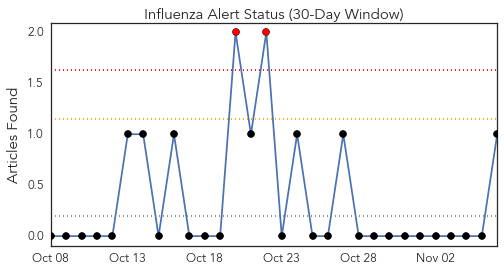 Influenza Alert Status (30-Day Window)
Articles Found
2.0
1.5
1.0
0.5
0.0
Oct 08 Oct 13 Oct 18 Oct 23 Oct 28 Nov 02